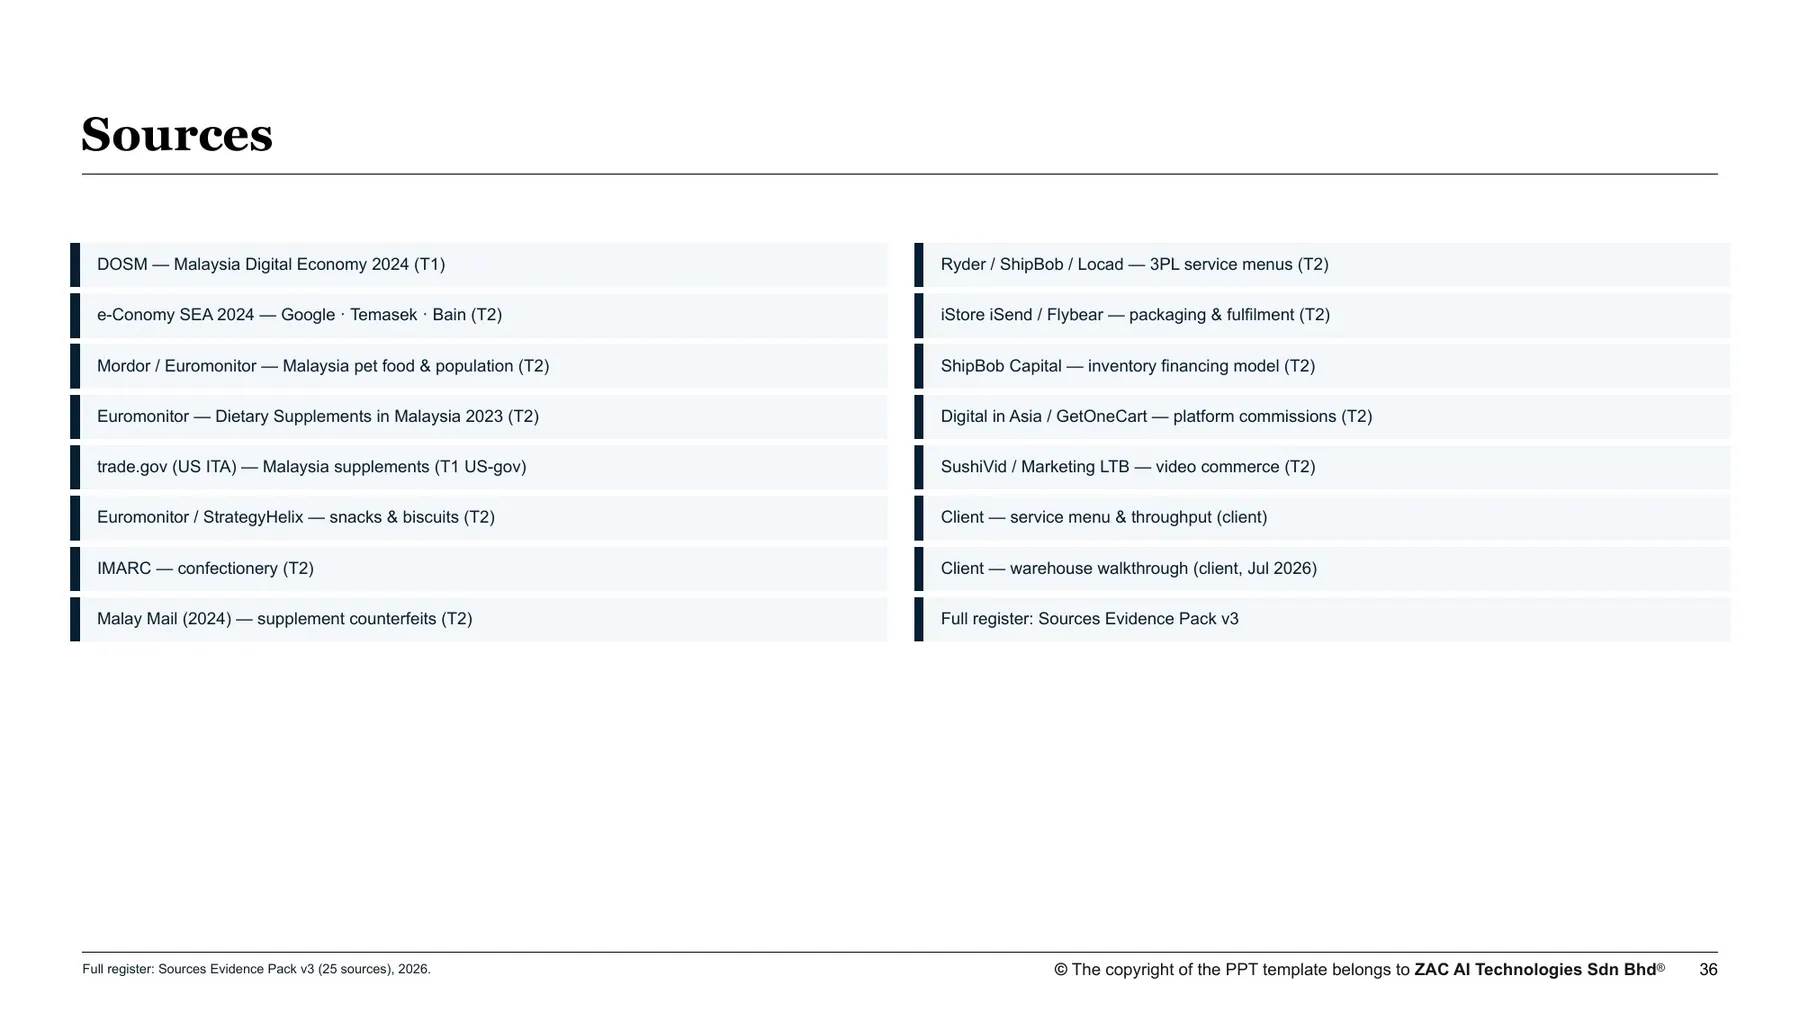 Sources
DOSM — Malaysia Digital Economy 2024 (T1)
e-Conomy SEA 2024 — Google · Temasek · Bain (T2)
Mordor / Euromonitor — Malaysia pet food & population (T2)
Euromonitor — Dietary Supplements in Malaysia 2023 (T2)
trade.gov (US ITA) — Malaysia supplements (T1 US-gov)
Euromonitor / StrategyHelix — snacks & biscuits (T2)
IMARC — confectionery (T2)
Malay Mail (2024) — supplement counterfeits (T2)
Ryder / ShipBob / Locad — 3PL service menus (T2)
iStore iSend / Flybear — packaging & fulfilment (T2)
ShipBob Capital — inventory financing model (T2)
Digital in Asia / GetOneCart — platform commissions (T2)
SushiVid / Marketing LTB — video commerce (T2)
Client — service menu & throughput (client)
Client — warehouse walkthrough (client, Jul 2026)
Full register: Sources Evidence Pack v3
Full register: Sources Evidence Pack v3 (25 sources), 2026.
© The copyright of the PPT template belongs to ZAC AI Technologies Sdn Bhd®
36